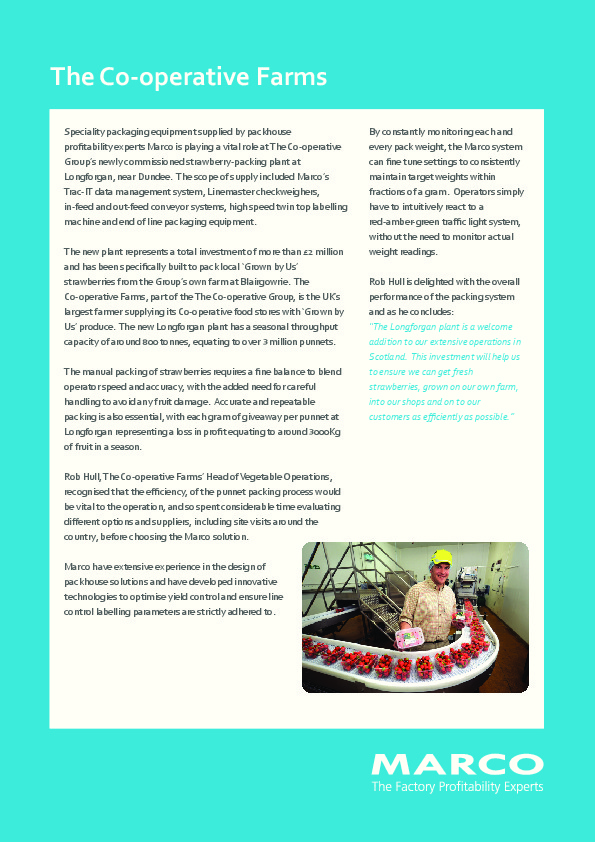 The Co-operative Farms
Speciality packaging equipment supplied by packhouse
profitability experts Marco is playing a vital role at The Co-operative
Group's newly commissioned strawberry-packing plant at
Longforgan, near Dundee. The scope of supply included Marco's
Trac-IT data management system, Linemaster checkweighers,
in-feed and out-feed conveyor systems, high speed twin top labelling
machine and end of line packaging equipment.
The new plant represents a total investment of more than £2 million
and has been specifically built to pack local 'Grown by Us'
strawberries from the Group's own farm at Blairgowrie. The
Co-operative Farms, part of the The Co-operative Group, is the UK's
largest farmer supplying its Co-operative food stores with 'Grown by
Us' produce. The new Longforgan plant has a seasonal throughput
capacity of around 800 tonnes, equating to over 3 million punnets.
The manual packing of strawberries requires a fine balance to blend
operator speed and accuracy, with the added need for careful
handling to avoid any fruit damage. Accurate and repeatable
packing is also essential, with each gram of giveaway per punnet at
Longforgan representing a loss in profit equating to around 3000Kg
of fruit in a season.
Rob Hull, The Co-operative Farms' Head of Vegetable Operations,
recognised that the efficiency, of the punnet packing process would
be vital to the operation, and so spent considerable time evaluating
different options and suppliers, including site visits around the
country, before choosing the Marco solution.
Marco have extensive experience in the design of
packhouse solutions and have developed innovative
technologies to optimise yield control and ensure line
control labelling parameters are strictly adhered to.
By constantly monitoring each and
every pack weight, the Marco system
can fine tune settings to consistently
maintain target weights within
fractions of a gram. Operators simply
have to intuitively react to a
red-amber-green traffic light system,
without the need to monitor actual
weight readings.
Rob Hull is delighted with the overall
performance of the packing system
and as he concludes:
"The Longforgan plant is a welcome
addition to our extensive operations in
Scotland. This investment will help us
to ensure we can get fresh
strawberries, grown on our own farm,
into our shops and on to our
customers as efficiently as possible."
MARCO
The Factory Profitability Experts